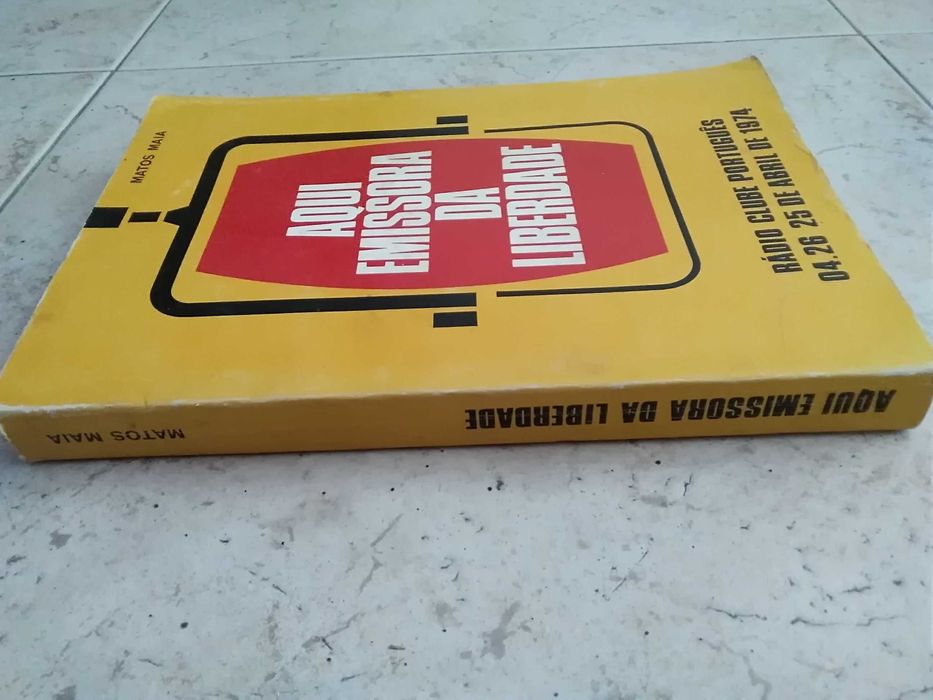 MATOS MAIA
AQUI
EMISSORA
DA
LIBERDADE
RÁDIO CLUBE PORTUGUÊS
04.26 25 DE ABRIL DE 1974
AQUI EMISSORA DA LIBERDADE
MATOS MAIA